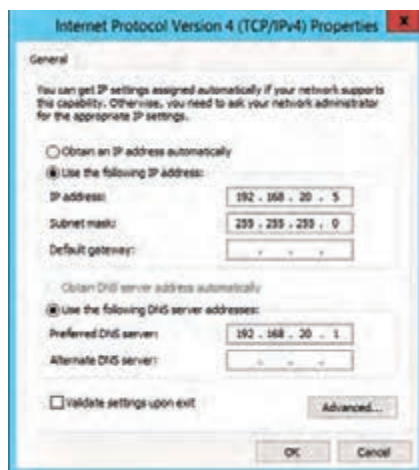 Internet Protocol Version 4 (TCP/IPv4) Properties
x
General
You can get IP settings assigned automatically if your network supports
this capability. Otherwise, you need to ask your network administrator
for the appropriate IP settings.
Obtain an IP address automatically
Use the following IP address:
IP address: 192 . 168 . 20 . 5
Subnet mask: 255 . 255 . 255 . 0
Default gateway: . . .
Obtain DNS server address automatically
Use the following DNS server addresses:
Preferred DNS server: 192 . 168 . 20 . 1
Alternate DNS server: . . .
Validate settings upon exit
Advanced...
OK Cancel